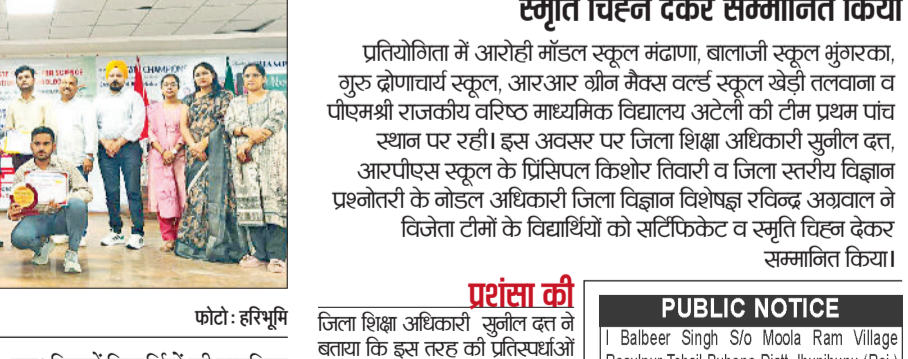 स्मृति चिह्न देकर सम्मानित किया
प्रतियोगिता में आरोही मॉडल स्कूल मंढाणा, बालाजी स्कूल भुंगारका,
गुरु द्रोणाचार्य स्कूल, आरआर ग्रीन मैक्स वर्ल्ड स्कूल खेड़ी तलवाना व
पीएमश्री राजकीय वरिष्ठ माध्यमिक विद्यालय अटेली की टीम प्रथम पांच
स्थान पर रही। इस अवसर पर जिला शिक्षा अधिकारी सुनील दत्त,
आरपीएस स्कूल के प्रिंसिपल किशोर तिवारी व जिला स्तरीय विज्ञान
प्रश्नोतरी के नोडल अधिकारी जिला विज्ञान विशेषज्ञ रविन्द्र अग्रवाल ने
विजेता टीमों के विद्यार्थियों को सर्टिफिकेट व स्मृति चिह्न देकर
सम्मानित किया।
फोटो : हरिभूमि
प्रशंसा की
जिला शिक्षा अधिकारी सुनील दत्त ने
बताया कि इस तरह की प्रतिस्पर्धाओं
PUBLIC NOTICE
I Balbeer Singh S/o Moola Ram Village